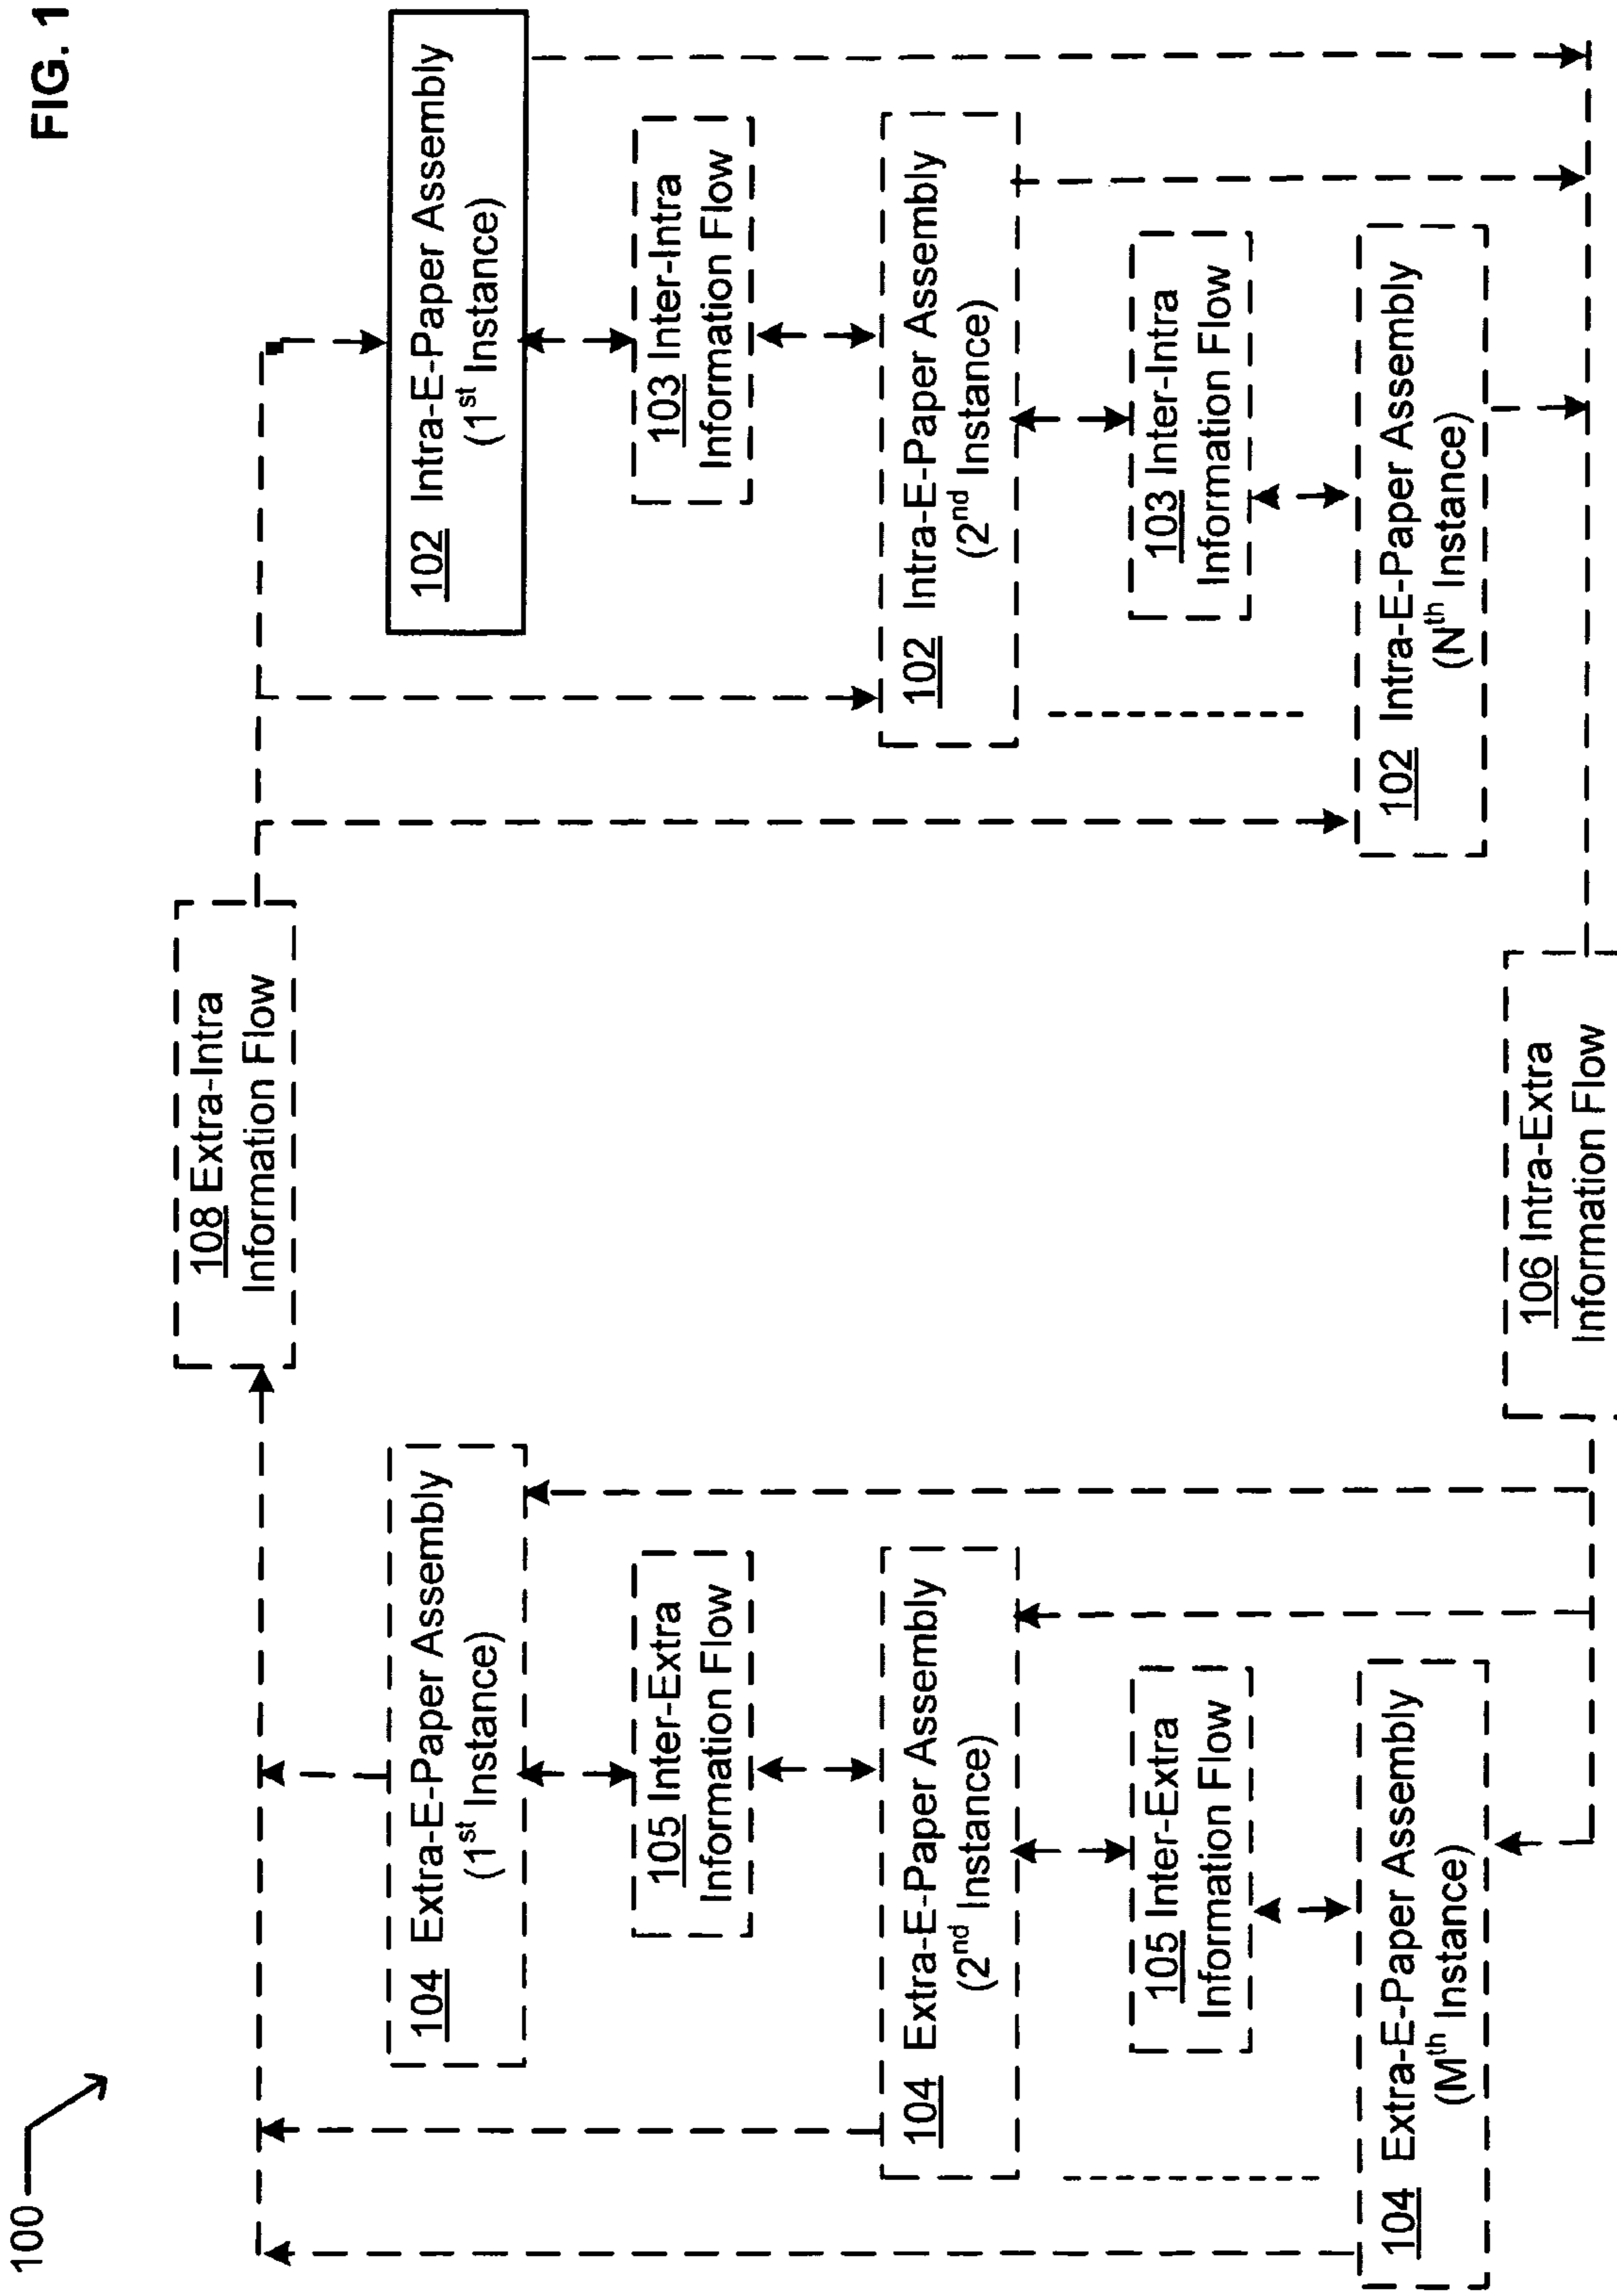 FIG. 1
100
108 Extra-Intra
Information Flow
104 Extra-E-Paper Assembly
(1st Instance)
102 Intra-E-Paper Assembly
(1st Instance)
105 Inter-Extra
Information Flow
103 Inter-Intra
Information Flow
104 Extra-E-Paper Assembly
(2nd Instance)
102 Intra-E-Paper Assembly
(2nd Instance)
105 Inter-Extra
Information Flow
103 Inter-Intra
Information Flow
104 Extra-E-Paper Assembly
(Mth Instance)
102 Intra-E-Paper Assembly
(Nth Instance)
106 Intra-Extra
Information Flow